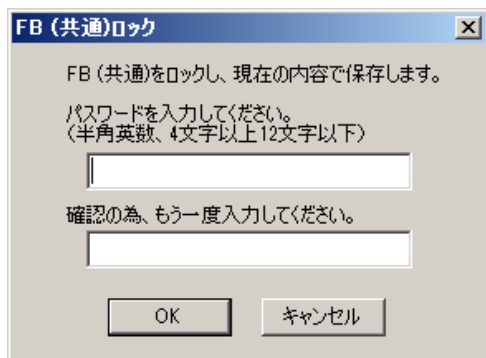 FB (共通)ロック
FB (共通)をロックし、現在の内容で保存します。
パスワードを入力してください。
(半角英数、4文字以上12文字以下)
確認の為、もう一度入力してください。
OK
キャンセル